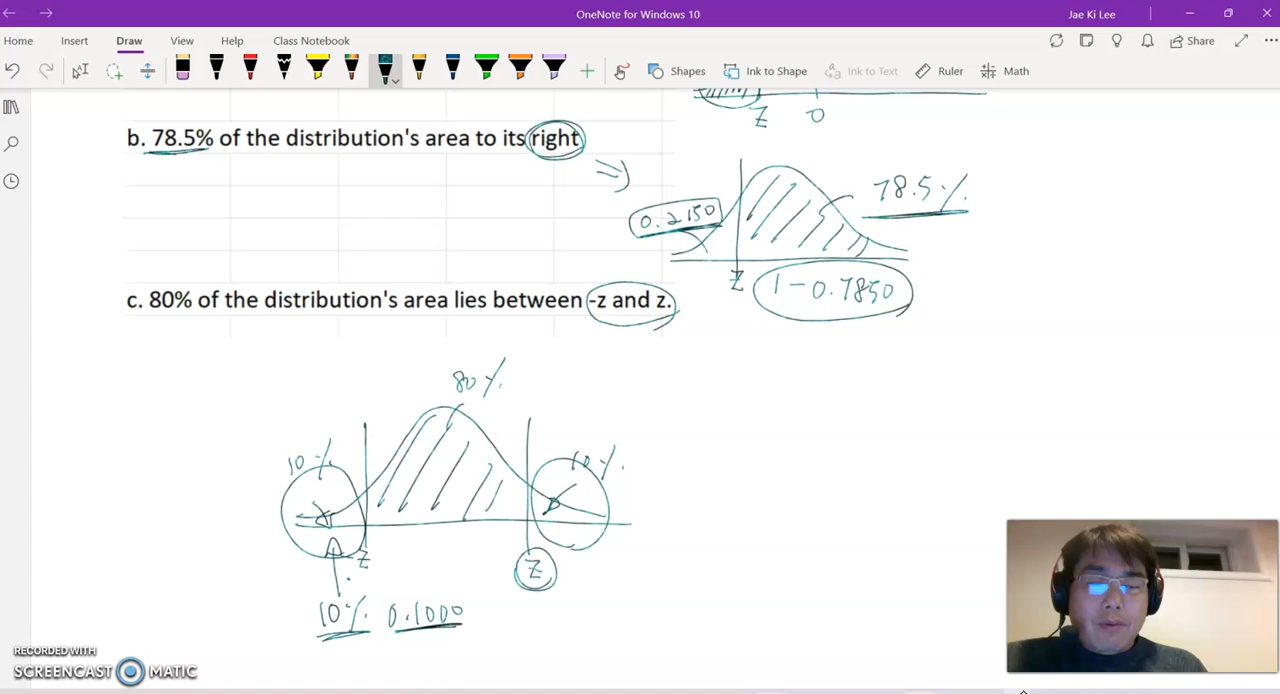 OneNote for Windows 10
Jae Ki Lee
Home Insert Draw View Help Class Notebook
Share
Shapes Ink to Shape Ink to Text Ruler Math
z 0
b. 78.5% of the distribution's area to its right
=>
78.5%
0.2150
z 1-0.7850
c. 80% of the distribution's area lies between -z and z.
80%
10% 10%
-z z
10% 0.1000
RECORDED WITH
SCREENCAST MATIC